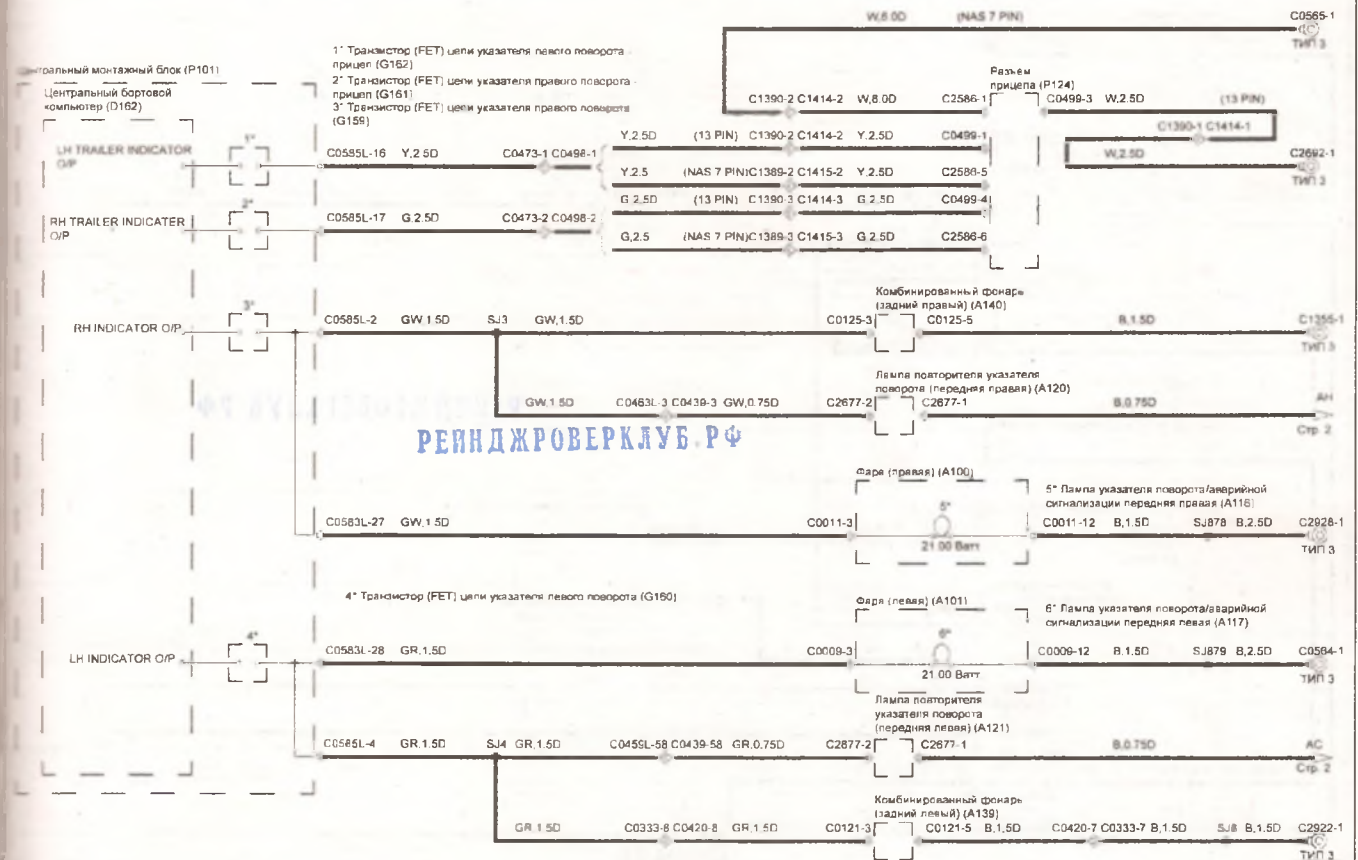 W,8.0D (NAS 7 PIN) C0565-1
ТИП 3
1* Транзистор (FET) цепи указателя левого поворота -
прицеп (G162)
2* Транзистор (FET) цепи указателя правого поворота -
прицеп (G161)
3* Транзистор (FET) цепи указателя правого поворота
(G159)
монтажный блок (P101)
Центральный бортовой
компьютер (D162)
Разъем
прицепа (P124)
C1390-2 C1414-2 W,8.0D C2586-1 C0499-3 W,2.5D (13 PIN)
C1390-1 C1414-1
W,2.5D C2692-1
ТИП 3
LH TRAILER INDICATOR
O/P
1*
C0585L-16 Y,2.5D C0473-1 C0498-1
Y,2.5D (13 PIN) C1390-2 C1414-2 Y,2.5D C0499-1
Y,2.5 (NAS 7 PIN)C1389-2 C1415-2 Y,2.5D C2586-5
RH TRAILER INDICATER
O/P
2*
C0585L-17 G,2.5D C0473-2 C0498-2
G,2.5D (13 PIN) C1390-3 C1414-3 G,2.5D C0499-4
G,2.5 (NAS 7 PIN)C1389-3 C1415-3 G,2.5D C2586-6
Комбинированный фонарь
(задний правый) (A140)
RH INDICATOR O/P
3*
C0585L-2 GW,1.5D SJ3 GW,1.5D C0125-3 C0125-5 B,1.5D C1355-1
ТИП 3
Лампа повторителя указателя
поворота (передняя правая) (A120)
GW,1.5D C0463L-3 C0439-3 GW,0.75D C2677-2 C2677-1 B,0.75D AH
Стр. 2
РЕЙНДЖРОВЕРКЛУБ.РФ
Фара (правая) (A100)
5* Лампа указателя поворота/аварийной
сигнализации передняя правая (A116)
C0583L-27 GW,1.5D C0011-3 5* C0011-12 B,1.5D SJ878 B,2.5D C2928-1
21.00 Ватт
ТИП 3
4* Транзистор (FET) цепи указателя левого поворота (G160)
Фара (левая) (A101)
6* Лампа указателя поворота/аварийной
сигнализации передняя левая (A117)
LH INDICATOR O/P
4*
C0583L-28 GR,1.5D C0009-3 6* C0009-12 B,1.5D SJ879 B,2.5D C0564-1
21.00 Ватт
ТИП 3
Лампа повторителя
указателя поворота
(передняя левая) (A121)
C0585L-4 GR,1.5D SJ4 GR,1.5D C0459L-58 C0439-58 GR,0.75D C2877-2 C2677-1 B,0.75D AC
Стр. 2
Комбинированный фонарь
(задний левый) (A139)
GR,1.5D C0333-8 C0420-8 GR,1.5D C0121-3 C0121-5 B,1.5D C0420-7 C0333-7 B,1.5D SJ8 B,2.5D C2922-1
ТИП 3